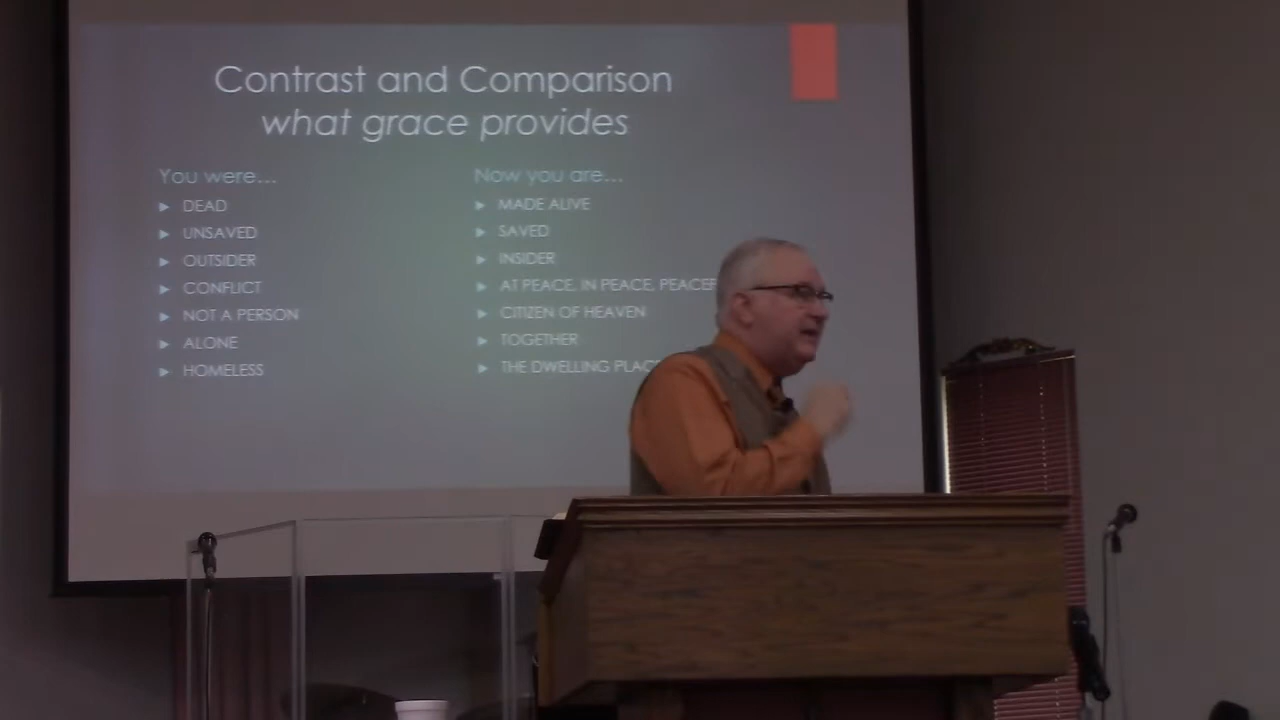 Contrast and Comparison
what grace provides
You were...
DEAD
UNSAVED
OUTSIDER
CONFLICT
NOT A PERSON
ALONE
HOMELESS
Now you are...
MADE ALIVE
SAVED
INSIDER
AT PEACE, IN PEACE,
CITIZEN OF HEAVEN
TOGETHER
THE DWELLING